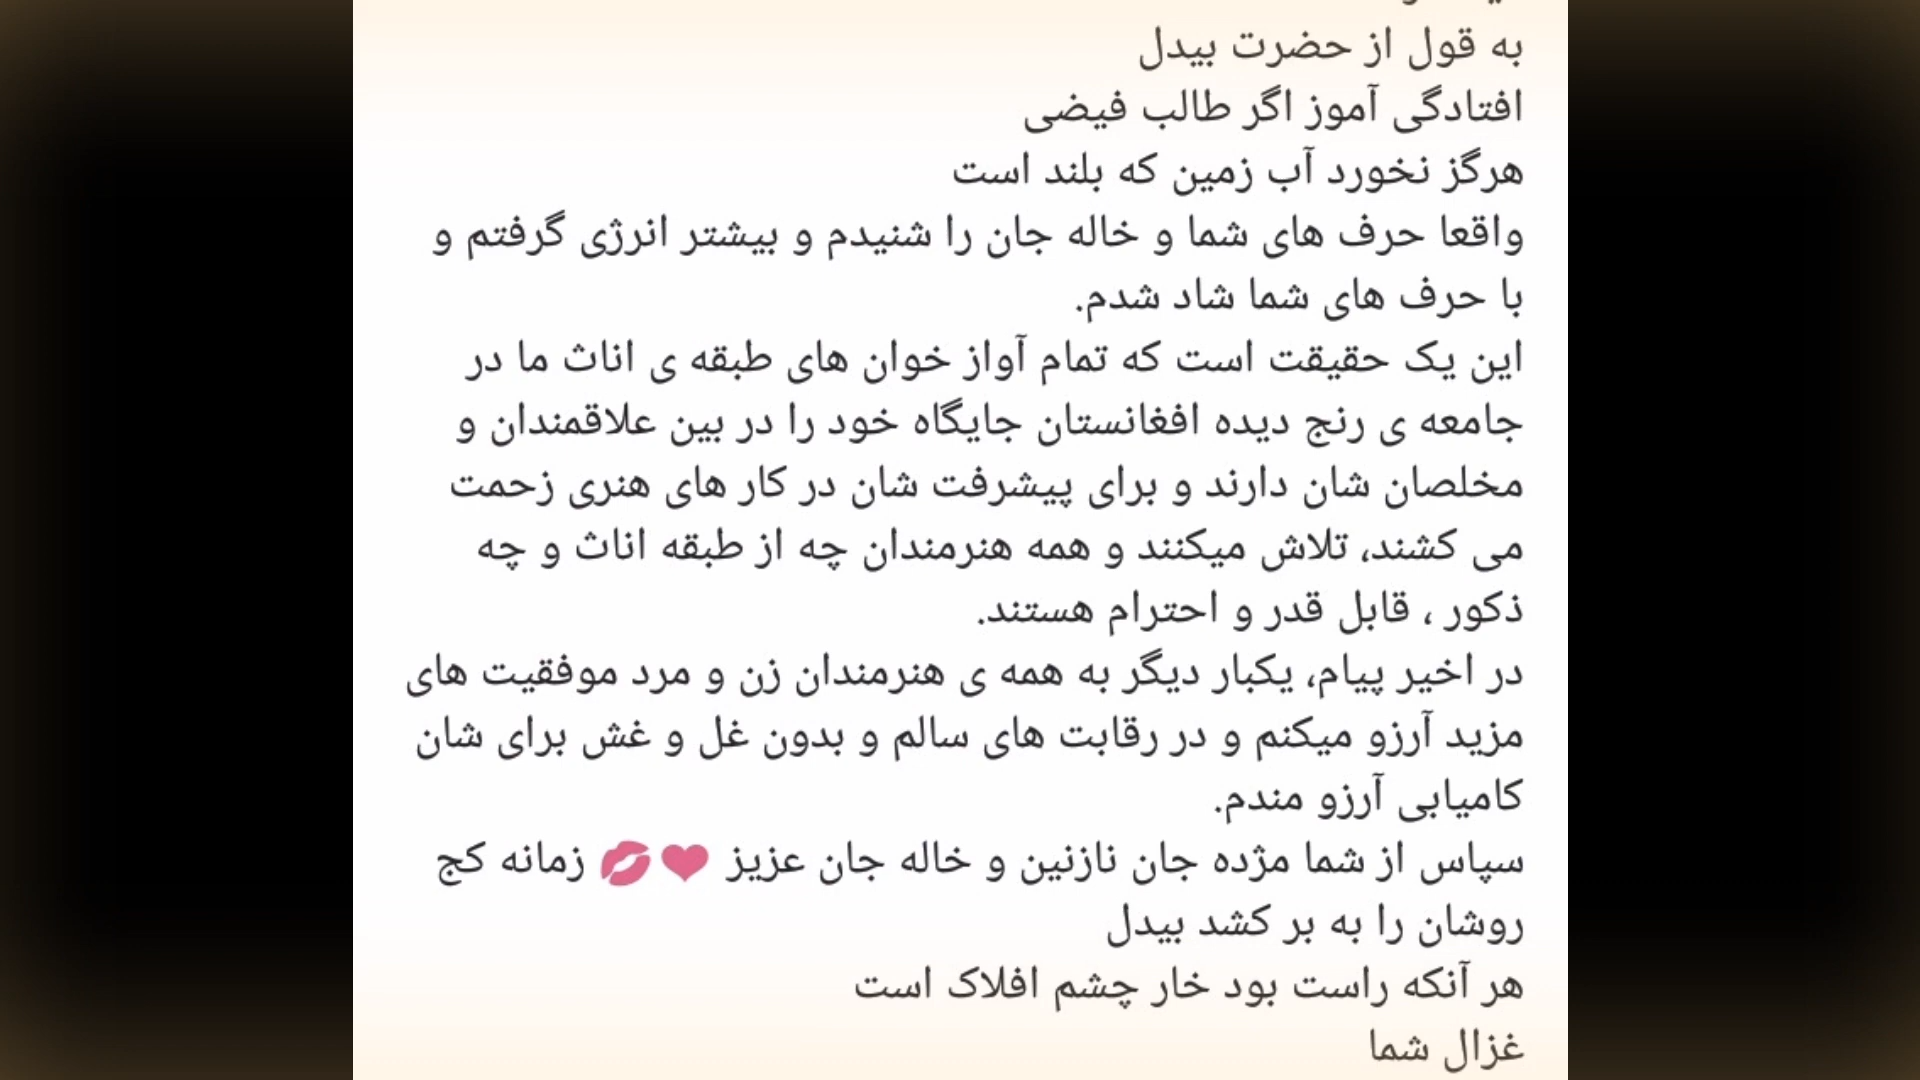 به قول از حضرت بیدل
افتادگی آموز اگر طالب فیضی
هرگز نخورد آب زمین که بلند است
واقعا حرف های شما و خاله جان را شنیدم و بیشتر انرژی گرفتم و
با حرف های شما شاد شدم.
این یک حقیقت است که تمام آواز خوان های طبقه ی اناث ما در
جامعه ی رنج دیده افغانستان جایگاه خود را در بین علاقمندان و
مخلصان شان دارند و برای پیشرفت شان در کار های هنری زحمت
می کشند، تلاش میکنند و همه هنرمندان چه از طبقه اناث و چه
ذکور ، قابل قدر و احترام هستند.
در اخیر پیام، یکبار دیگر به همه ی هنرمندان زن و مرد موفقیت های
مزید آرزو میکنم و در رقابت های سالم و بدون غل و غش برای شان
کامیابی آرزو مندم.
سپاس از شما مژده جان نازنین و خاله جان عزیز ❤💋 زمانه کج
روشان را به بر کشد بیدل
هر آنکه راست بود خار چشم افلاک است
غزال شما